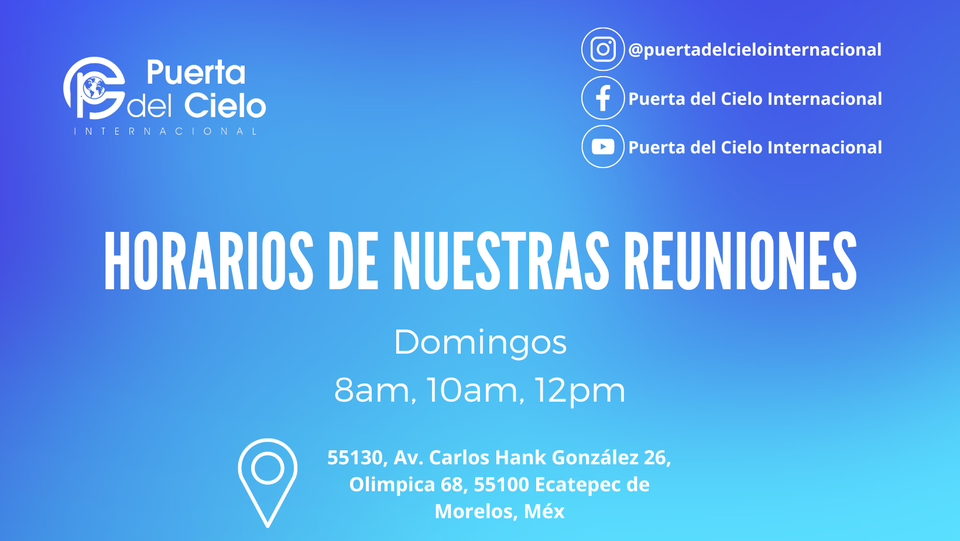 Puerta
del Cielo
INTERNACIONAL
@puertadelcielointernacional
Puerta del Cielo Internacional
Puerta del Cielo Internacional
HORARIOS DE NUESTRAS REUNIONES
Domingos
8am, 10am, 12pm
55130, Av. Carlos Hank González 26,
Olimpica 68, 55100 Ecatepec de
Morelos, Méx